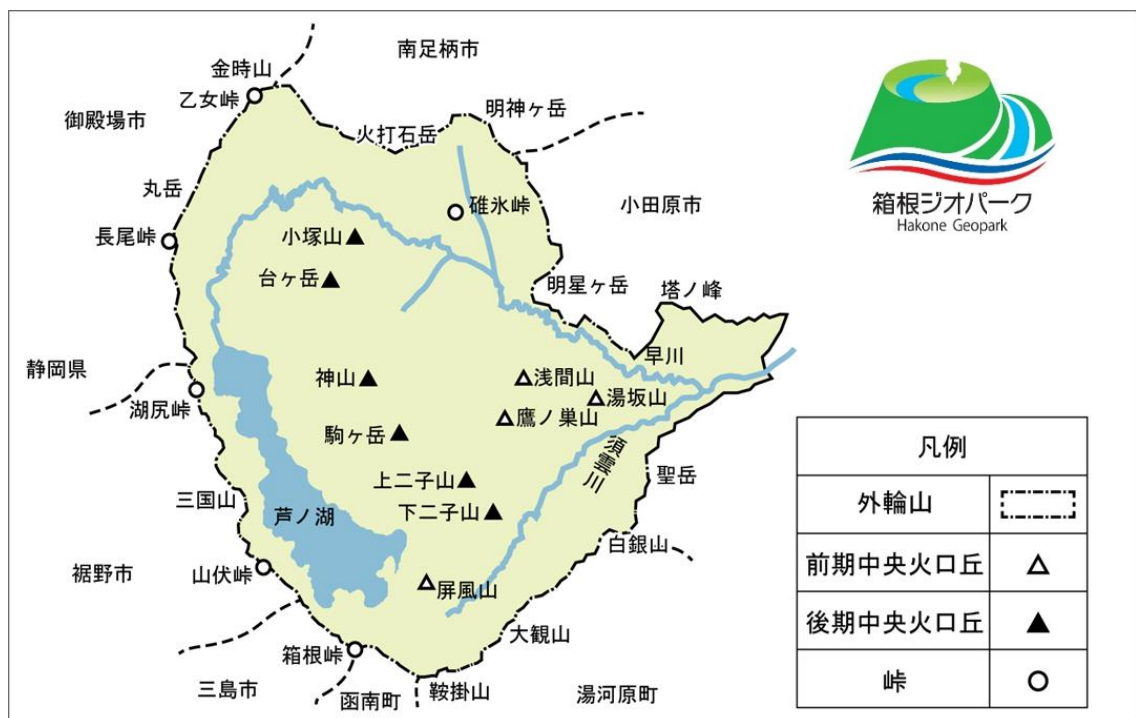 南足柄市
金時山
乙女峠
御殿場市
明神ヶ岳
火打石岳
丸岳
碓氷峠
小田原市
長尾峠
小塚山
台ヶ岳
明星ヶ岳
塔ノ峰
静岡県
早川
神山
浅間山
湖尻峠
湯坂山
鷹ノ巣山
駒ヶ岳
須雲川
聖岳
上二子山
三国山
芦ノ湖
下二子山
白銀山
裾野市
山伏峠
屏風山
大観山
箱根峠
三島市
函南町
鞍掛山
湯河原町
箱根ジオパーク
Hakone Geopark
凡例
外輪山
前期中央火口丘
後期中央火口丘
峠